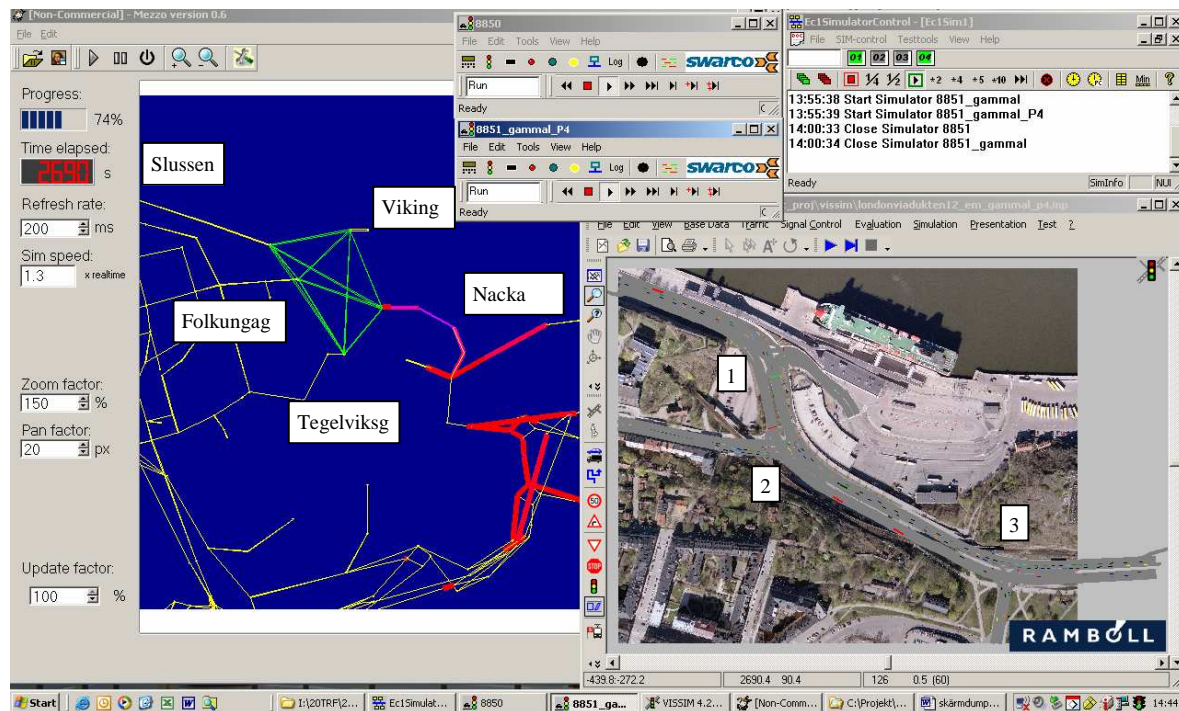 [Non-Commercial] - Mezzo version 0.6
File Edit
Progress:
74%
Time elapsed:
2690 s
Refresh rate:
200 ms
Sim speed:
1.3 x realtime
Zoom factor:
150 %
Pan factor:
20 px
Update factor:
100 %
Slussen
Viking
Nacka
Folkungag
Tegelviksg
8850
File Edit Tools View Help
Log swarco
Run
Ready
8851_gammal_P4
File Edit Tools View Help
Log swarco
Run
Ready
Ec1SimulatorControl - [Ec1Sim1]
File SIM-control Testtools View Help
01 02 03 04
1/4 1/2 +2 +4 +5 +10 Min
13:55:38 Start Simulator 8851_gammal
13:55:39 Start Simulator 8851_gammal_P4
14:00:33 Close Simulator 8851
14:00:34 Close Simulator 8851_gammal
Ready SimInfo NUI
_proj\vissim\londonviadukten12_em_gammal_p4.inp
File Edit View Base Data Traffic Signal Control Evaluation Simulation Presentation Test ?
50
STOP
1
2
3
RAMBOLL
-439.8:-272.2 2690.4 90.4 126 0.5 (60)
Start I:\20TRF\2... Ec1Simulat... 8850 8851_ga... VISSIM 4.2... [Non-Comm... C:\Projekt\... skärmdump... 14:44